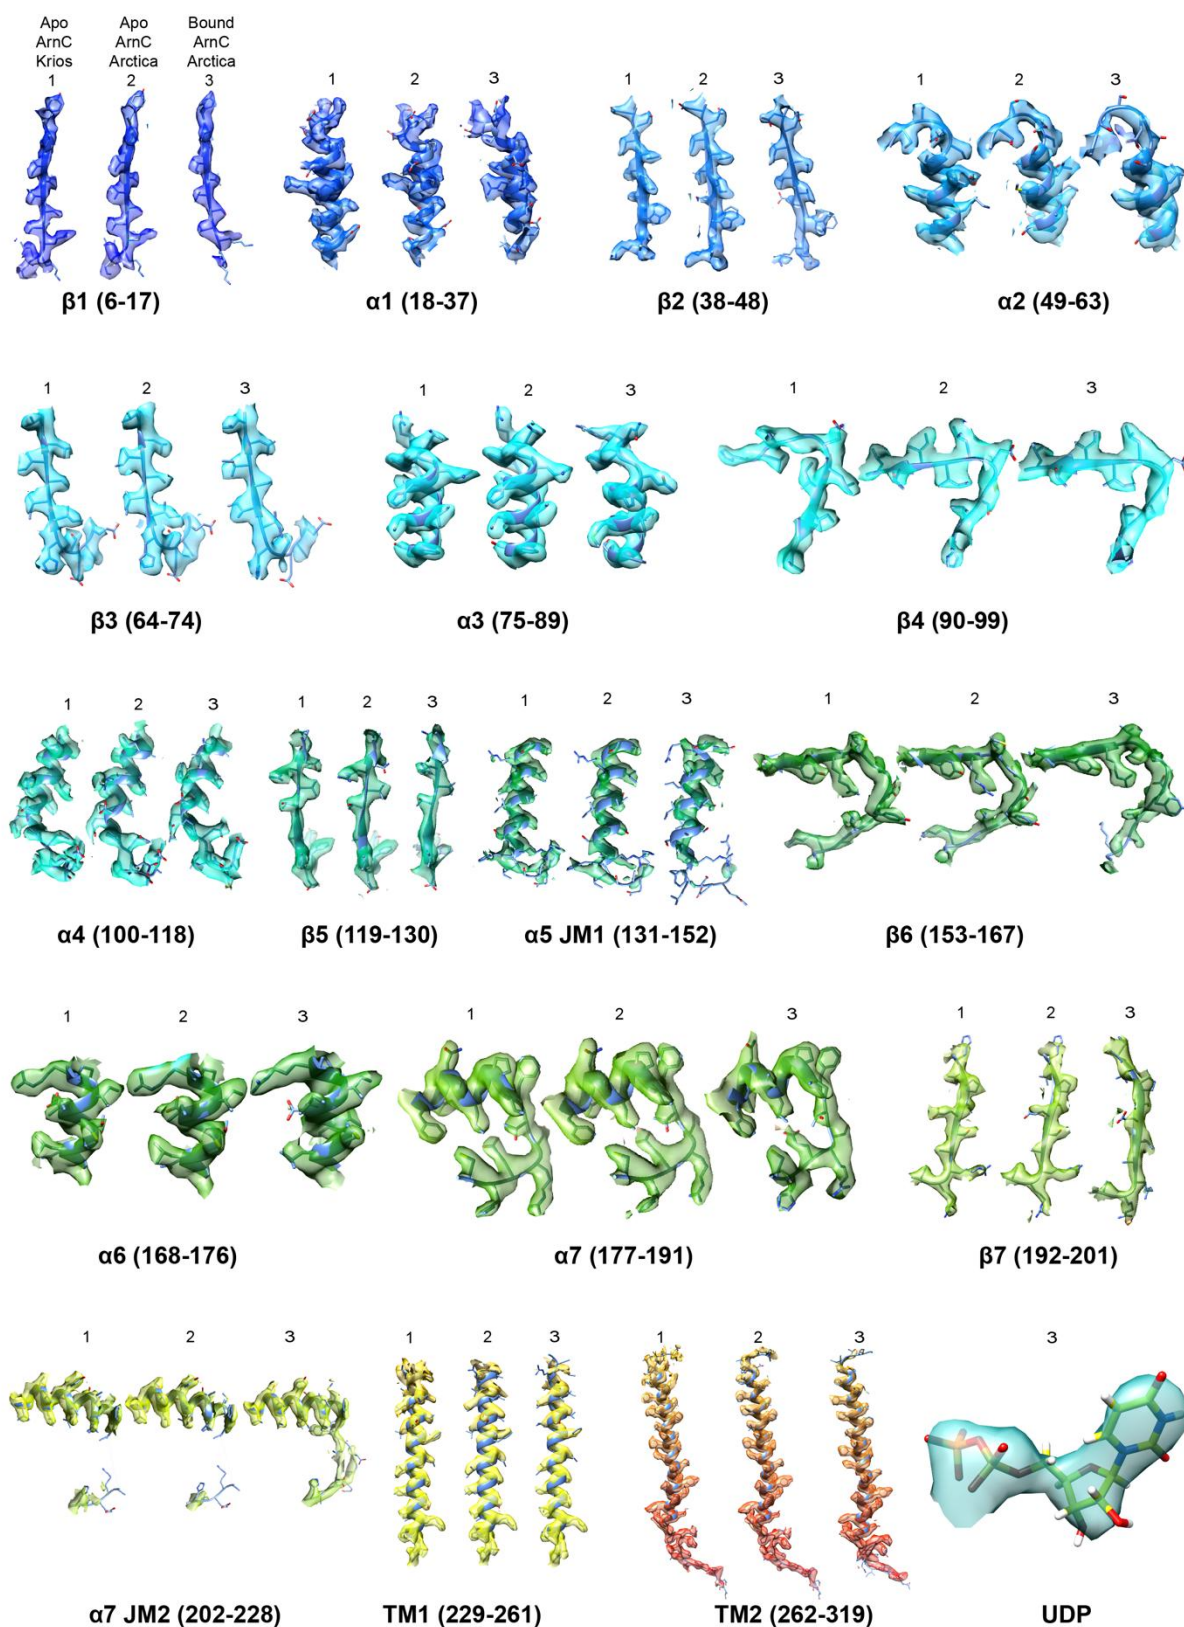 Apo Apo Bound
ArnC ArnC ArnC
Krios Arctica Arctica
1 2 3 1 2 3 1 2 3 1 2 3
β1 (6-17) α1 (18-37) β2 (38-48) α2 (49-63)
1 2 3 1 2 3 1 2 3
β3 (64-74) α3 (75-89) β4 (90-99)
1 2 3 1 2 3 1 2 3 1 2 3
α4 (100-118) β5 (119-130) α5 JM1 (131-152) β6 (153-167)
1 2 3 1 2 3 1 2 3
α6 (168-176) α7 (177-191) β7 (192-201)
1 2 3 1 2 3 1 2 3 3
α7 JM2 (202-228) TM1 (229-261) TM2 (262-319) UDP